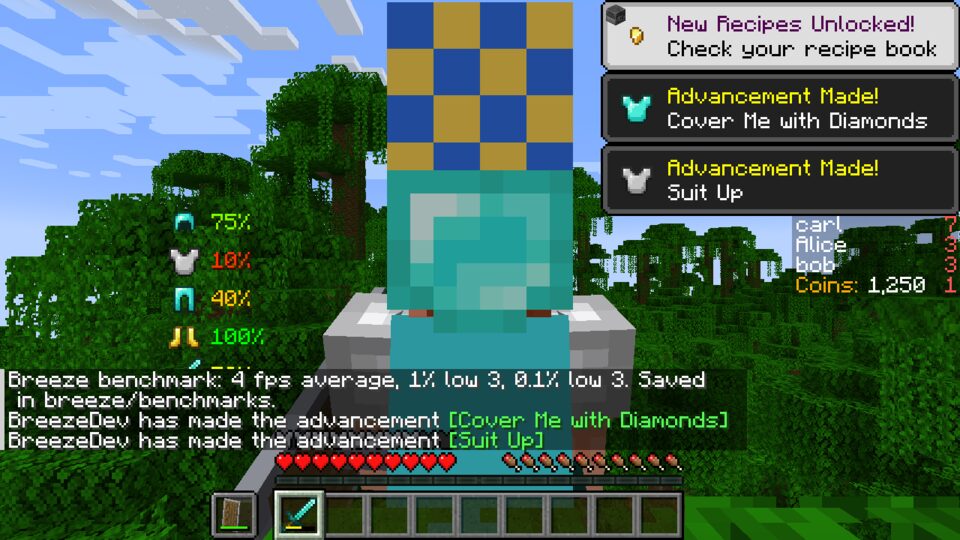 New Recipes Unlocked!
Check your recipe book
Advancement Made!
Cover Me with Diamonds
Advancement Made!
Suit Up
75%
10%
40%
100%
carl 7
Alice 3
bob 3
Coins: 1,250 1
Breeze benchmark: 4 fps average, 1% low 3, 0.1% low 3. Saved
in breeze/benchmarks.
BreezeDev has made the advancement [Cover Me with Diamonds]
BreezeDev has made the advancement [Suit Up]